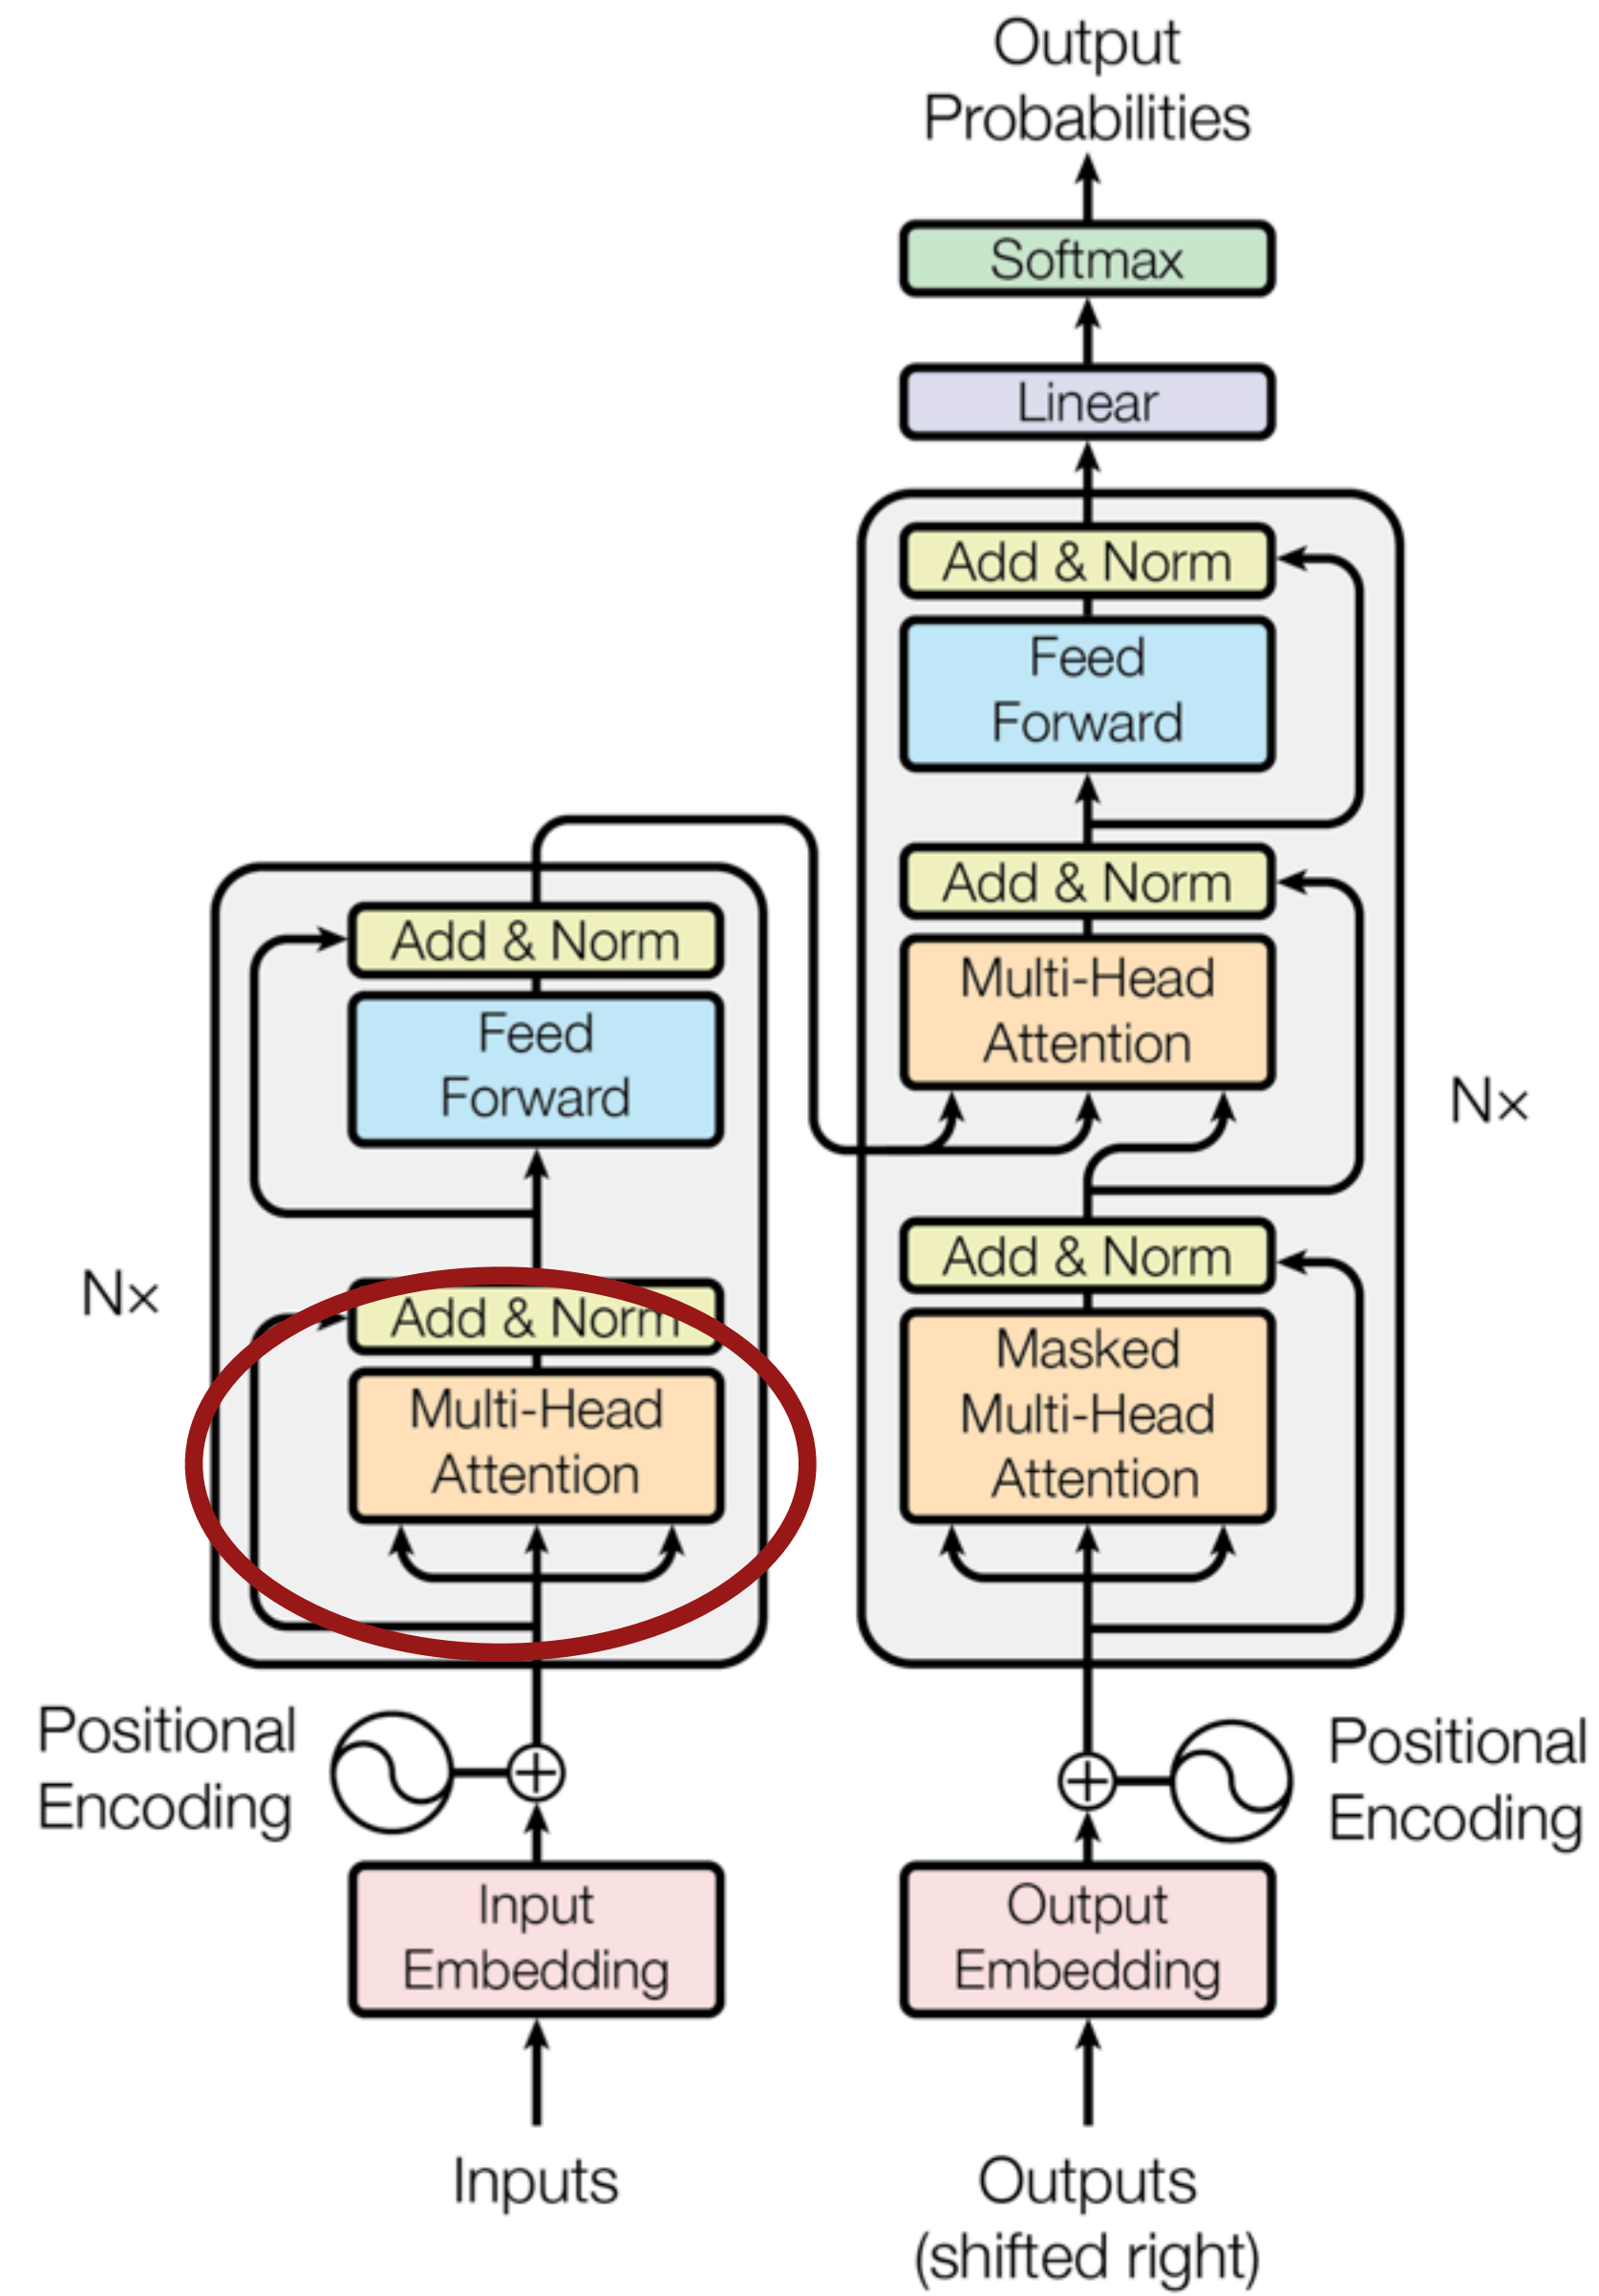 Output
Probabilities
Softmax
Linear
Add & Norm
Feed
Forward
Add & Norm
Multi-Head
Attention
Nx
Add & Norm
Masked
Multi-Head
Attention
Add & Norm
Feed
Forward
Nx
Add & Norm
Multi-Head
Attention
Positional
Encoding
Positional
Encoding
Input
Embedding
Output
Embedding
Inputs
Outputs
(shifted right)